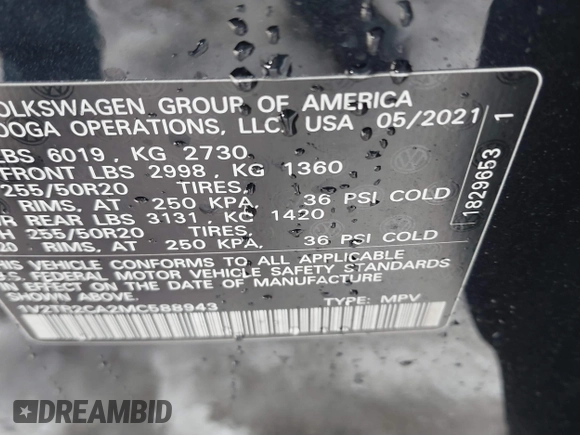 OLKSWAGEN GROUP OF AMERICA
OOGA OPERATIONS, LLC, USA 05/2021
LBS 6019, KG 2730
FRONT LBS 2998, KG 1360
255/50R20 TIRES,
RIMS, AT 250 KPA, 36 PSI COLD
R REAR LBS 3131 KG 1420
H 255/50R20 TIRES,
20 RIMS, AT 250 KPA, 36 PSI COLD
HIS VEHICLE CONFORMS TO ALL APPLICABLE
.S. FEDERAL MOTOR VEHICLE SAFETY STANDARDS
IN EFFECT ON THE DATE OF MANUFACTURE
SHOWN ABOVE.
1V2TR2CA2MC588943 TYPE: MPV
1829653 1
DREAMBID